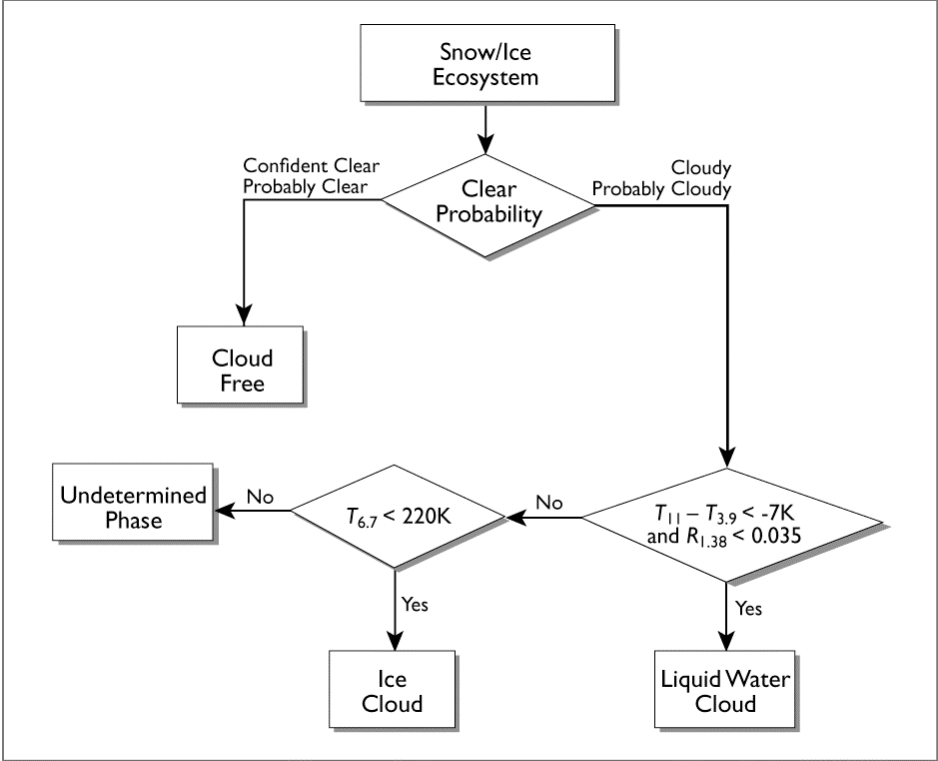 Snow/Ice
Ecosystem
Confident Clear
Probably Clear
Clear
Probability
Cloudy
Probably Cloudy
Cloud
Free
Undetermined
Phase
No
T6.7 < 220K
No
T11 – T3.9 < -7K
and R1.38 < 0.035
Yes
Yes
Ice
Cloud
Liquid Water
Cloud